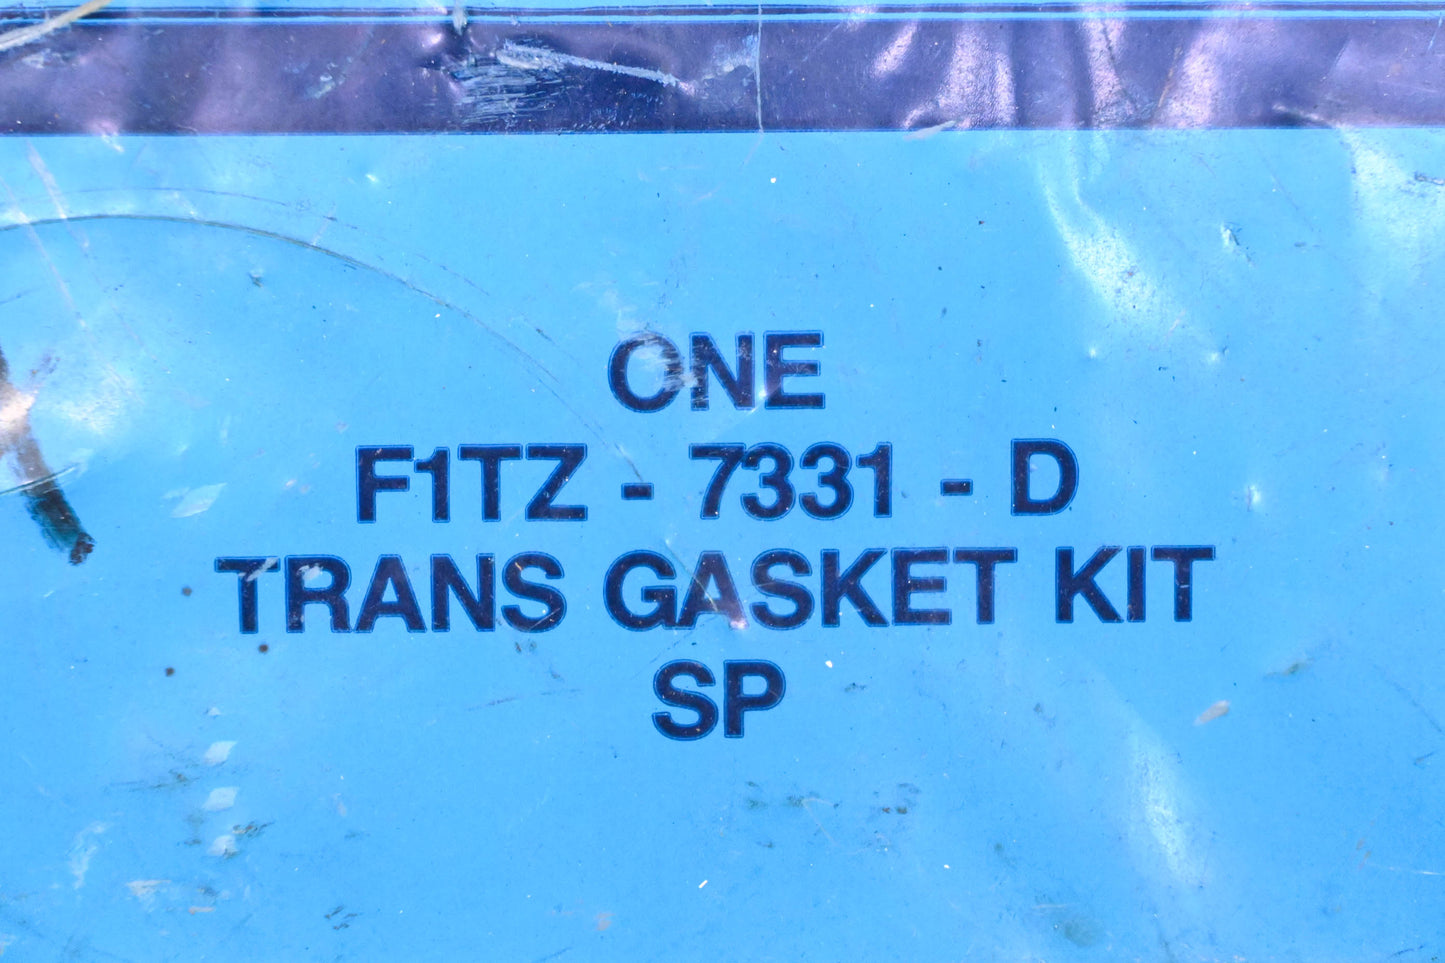 ONE
F1TZ - 7331 - D
TRANS GASKET KIT
SP